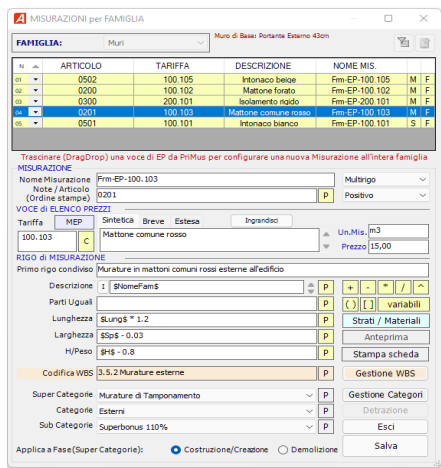 MISURAZIONI per FAMIGLIA
FAMIGLIA: Muri Muro di Base: Portante Esterno 43cm
N ARTICOLO TARIFFA DESCRIZIONE NOME MIS.
01 0502 100.105 Intonaco beige Frm-EP-100.105 M F
02 0200 100.102 Mattone forato Frm-EP-100.102 M F
03 0300 200.101 Isolamento rigido Frm-EP-200.101 M F
04 0201 100.103 Mattone comune rosso Frm-EP-100.103 M F
05 0501 100.101 Intonaco bianco Frm-EP-100.101 S F
Trascinare (DragDrop) una voce di EP da PriMus per configurare una nuova Misurazione all'intera famiglia
MISURAZIONE
Nome Misurazione Frm-EP-100.103 Multirigo
Note / Articolo (Ordine stampe) 0201 P Positivo
VOCE di ELENCO PREZZI
Tariffa MEP Sintetica Breve Estesa Ingrandisci
100.103 C Mattone comune rosso Un.Mis. m3
Prezzo 15,00
RIGO di MISURAZIONE
Primo rigo condiviso Murature in mattoni comuni rossi esterne all'edificio
Descrizione I $NomeFam$ P + - * / ^
Parti Uguali P ( ) [ ] variabili
Lunghezza $Lung$ * 1.2 P Strati / Materiali
Larghezza $Sp$ - 0.03 P Anteprima
H/Peso $H$ - 0.8 P Stampa scheda
Codifica WBS 3.5.2 Murature esterne P Gestione WBS
Super Categorie Murature di Tamponamento P Gestione Categori
Categorie Esterni P Detrazione
Sub Categorie Superbonus 110% P Esci
Applica a Fase(Super Categorie): Costruzione/Creazione Demolizione Salva